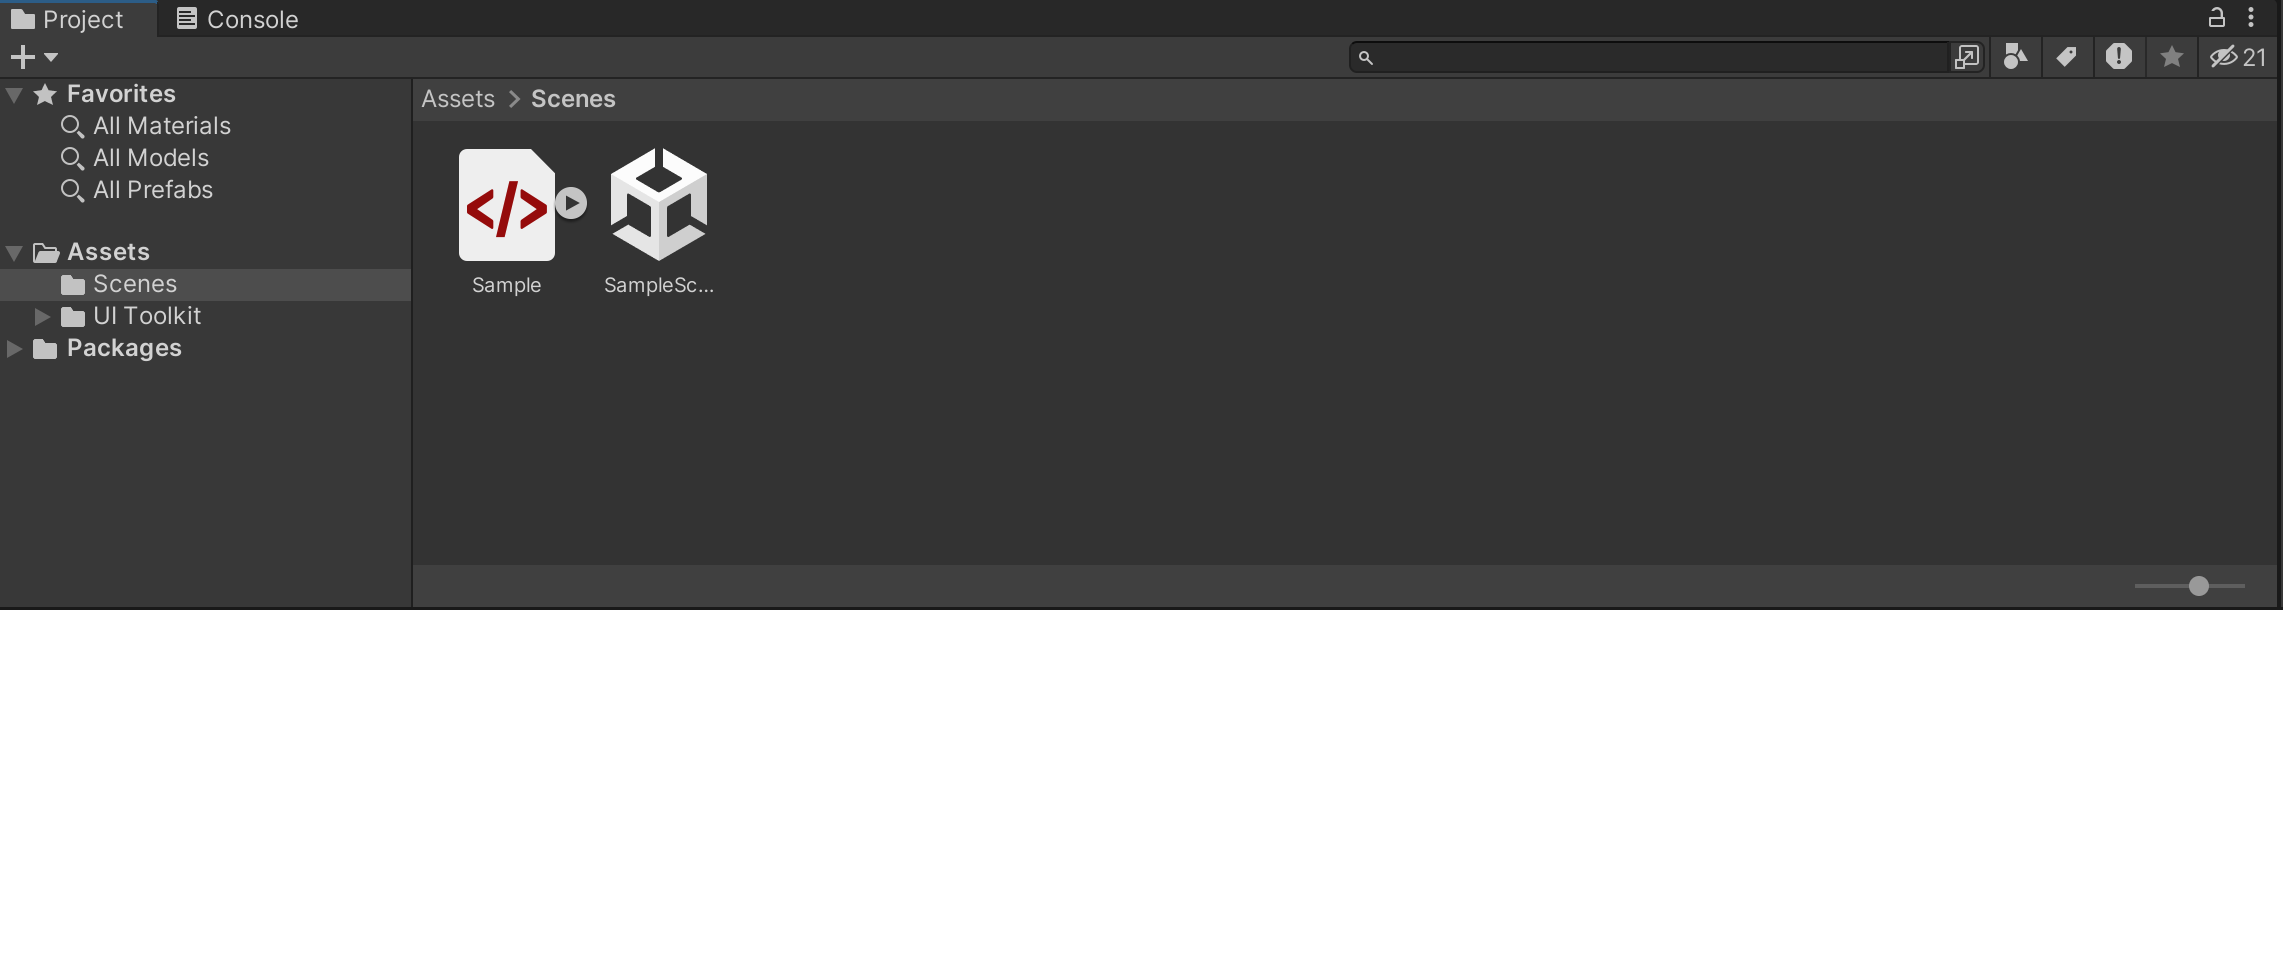 Project
Console
21
Favorites
All Materials
All Models
All Prefabs
Assets
Scenes
UI Toolkit
Packages
Assets > Scenes
</>
Sample
SampleSc...